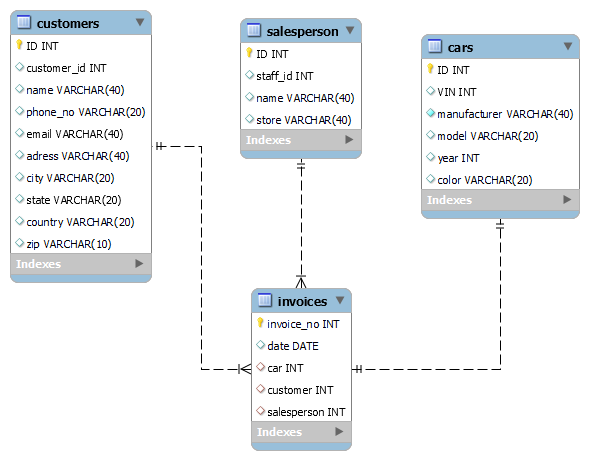 customers
ID INT
customer_id INT
name VARCHAR(40)
phone_no VARCHAR(20)
email VARCHAR(40)
adress VARCHAR(40)
city VARCHAR(20)
state VARCHAR(20)
country VARCHAR(20)
zip VARCHAR(10)
Indexes
salesperson
ID INT
staff_id INT
name VARCHAR(40)
store VARCHAR(40)
Indexes
cars
ID INT
VIN INT
manufacturer VARCHAR(40)
model VARCHAR(20)
year INT
color VARCHAR(20)
Indexes
invoices
invoice_no INT
date DATE
car INT
customer INT
salesperson INT
Indexes